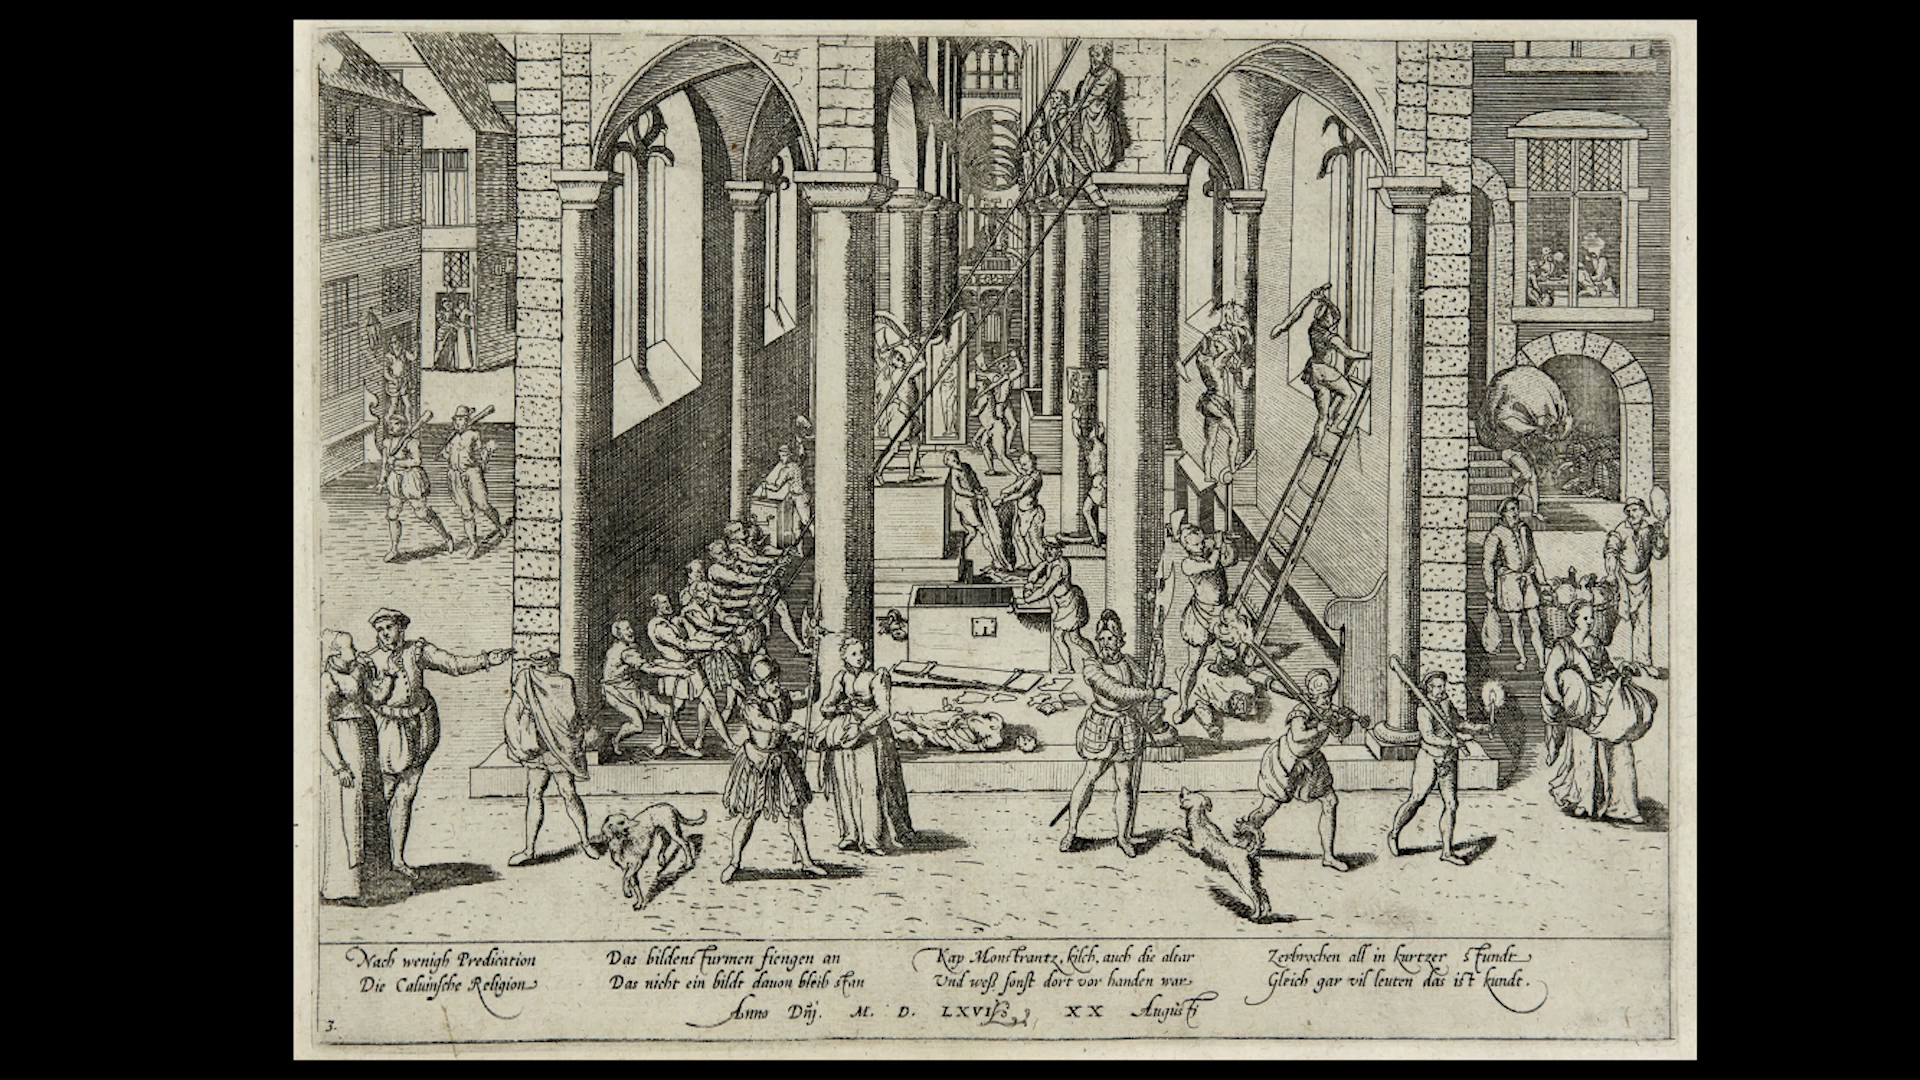 Nach wenigh Predication
Die Caluinsche Religion
Das bildens sturmen fiengen an
Das nicht ein bildt dauon bleib stan
Kap Monstrantz, kilch, auch die altar
Und weß sonst dort vor handen war
Zerbrochen all in kurtzer stundt
Gleich gar vil leuten das ist kundt.
Anno Dnj. M. D. LXVI XX Augusti
3.